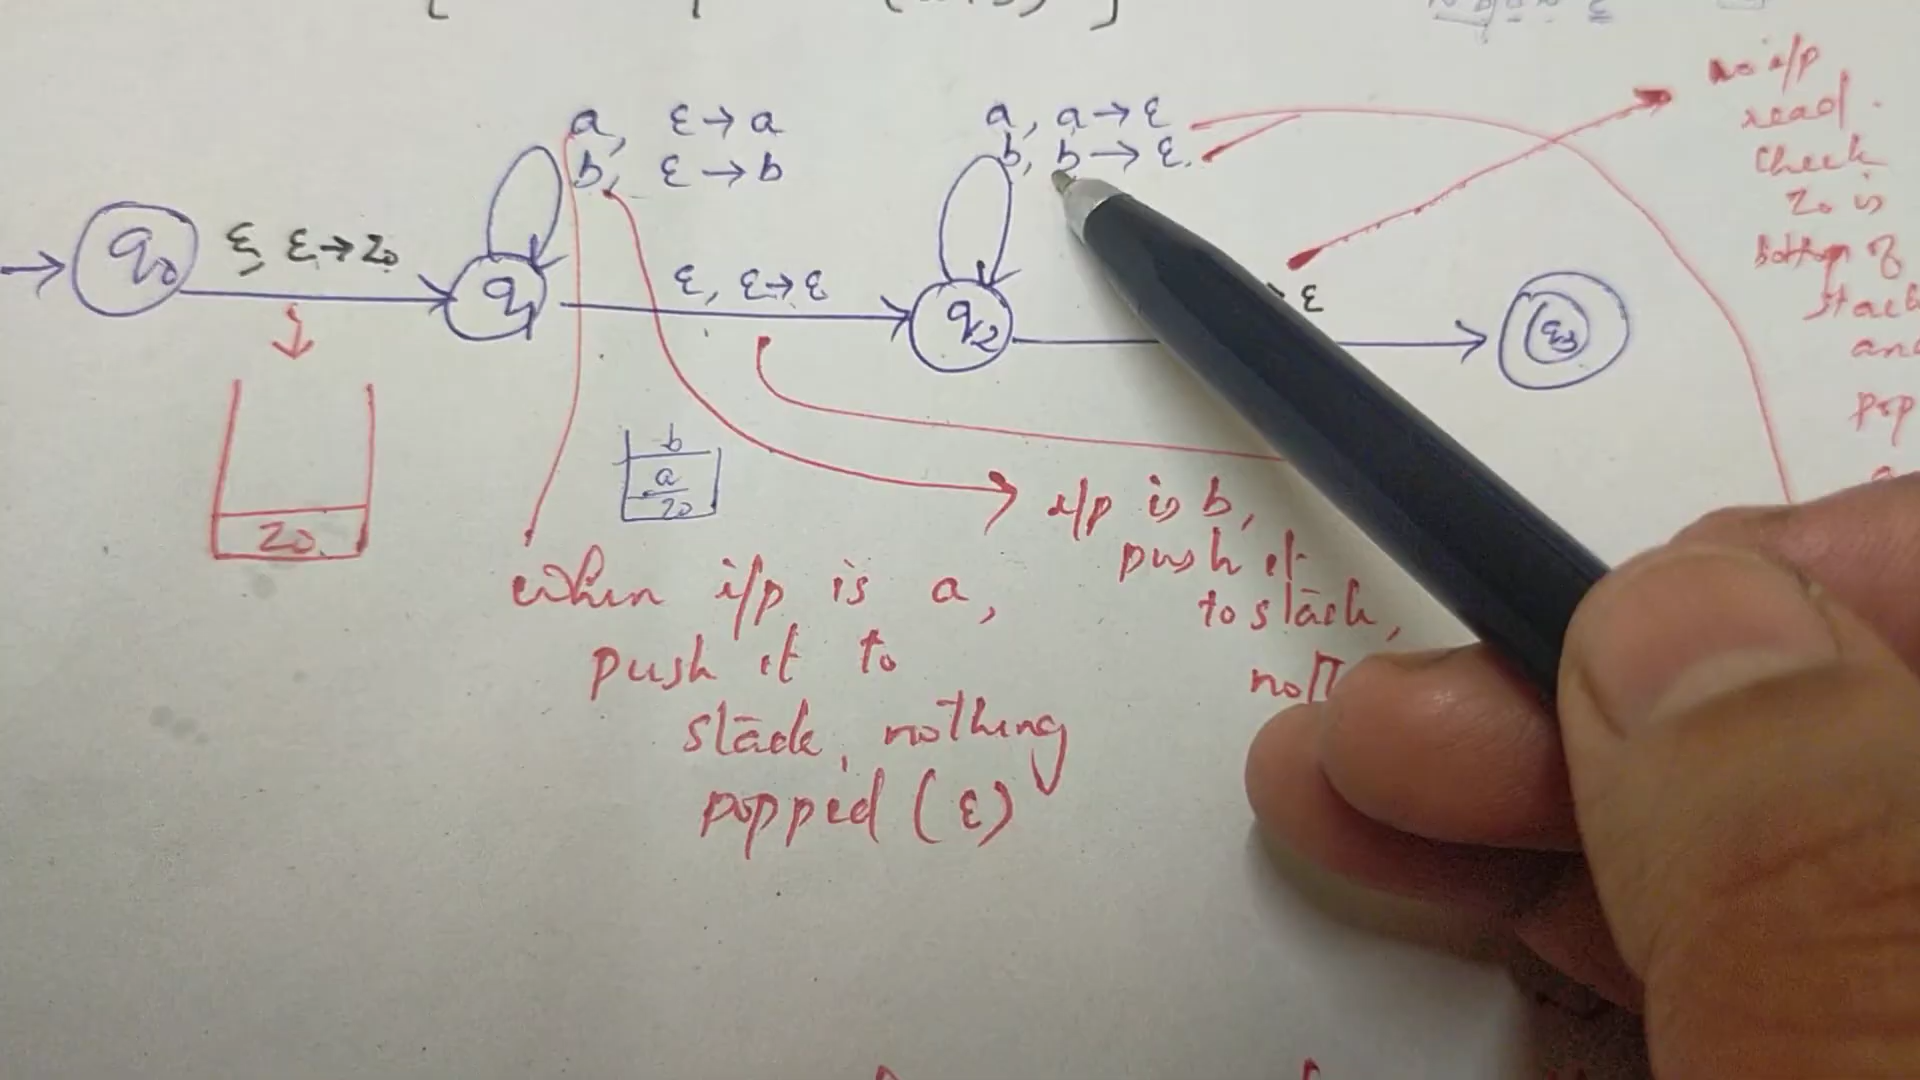 a, ε→a
b, ε→b
a, a→ε
b, b→ε.
q0
ε, ε→Z0
q1
ε, ε→ε
q2
→ε
q3
Z0
b
a
Z0
when i/p is a,
push it to
stack, nothing
popped (ε)
i/p is b,
push it
to stack,
no i/p
read.
Check
Z0 is
bottom of
stack
and
pop